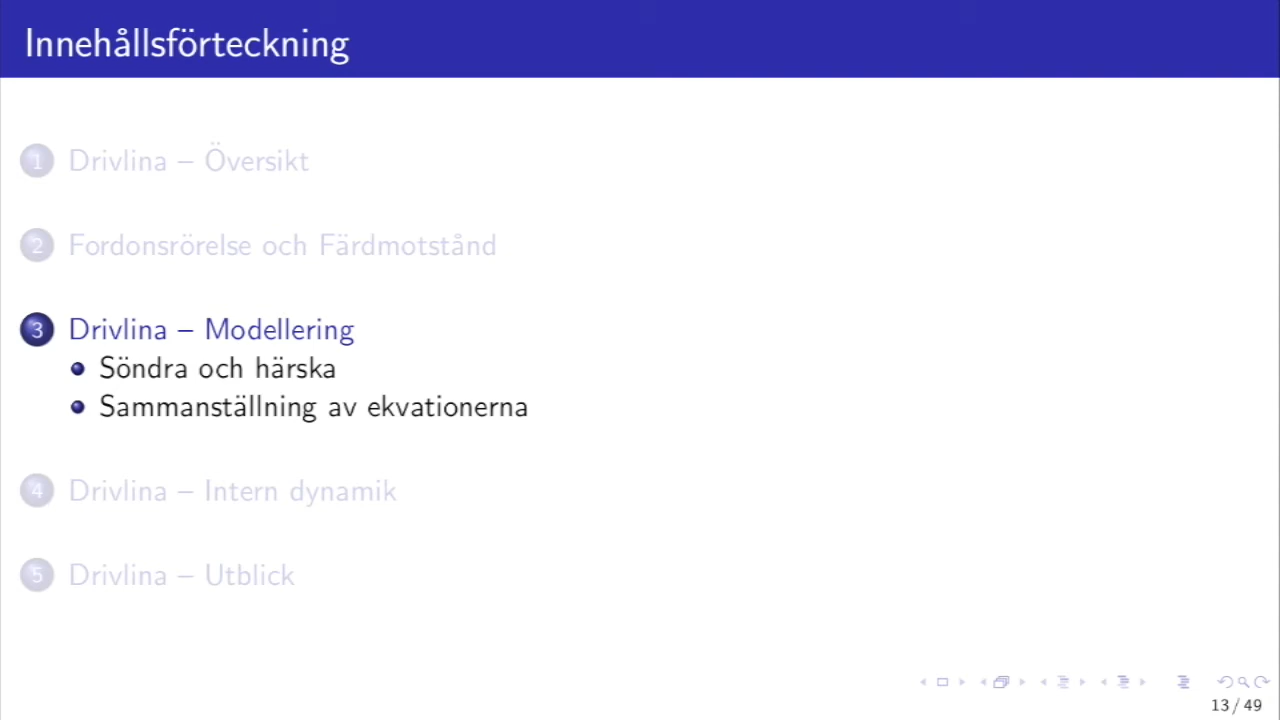 Innehållsförteckning
1 Drivlina – Översikt
2 Fordonsrörelse och Färdmotstånd
3 Drivlina – Modellering
Söndra och härska
Sammanställning av ekvationerna
4 Drivlina – Intern dynamik
5 Drivlina – Utblick
13 / 49